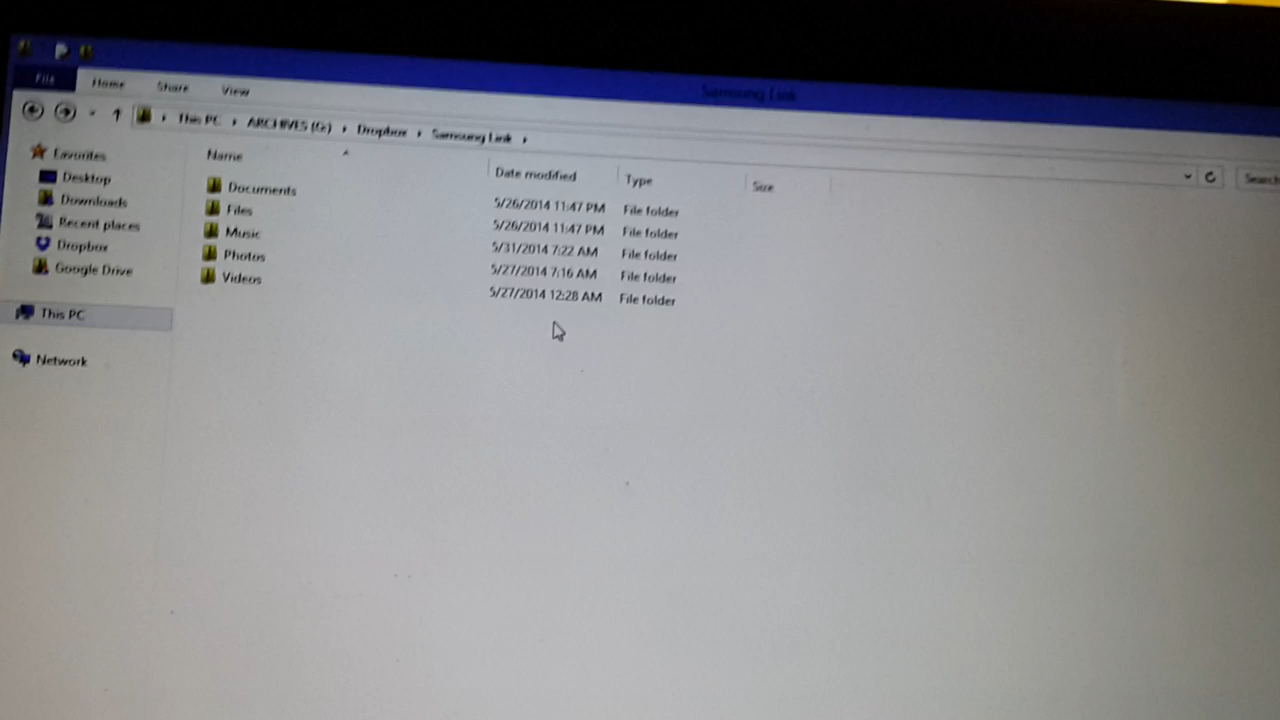 Samsung Link
File Home Share View
This PC ARCHIVES (G:) Dropbox Samsung Link Search
Favorites
Desktop
Downloads
Recent places
Dropbox
Google Drive
This PC
Network
Name Date modified Type Size
Documents 5/26/2014 11:47 PM File folder
Files 5/26/2014 11:47 PM File folder
Music 5/31/2014 7:22 AM File folder
Photos 5/27/2014 7:16 AM File folder
Videos 5/27/2014 12:28 AM File folder